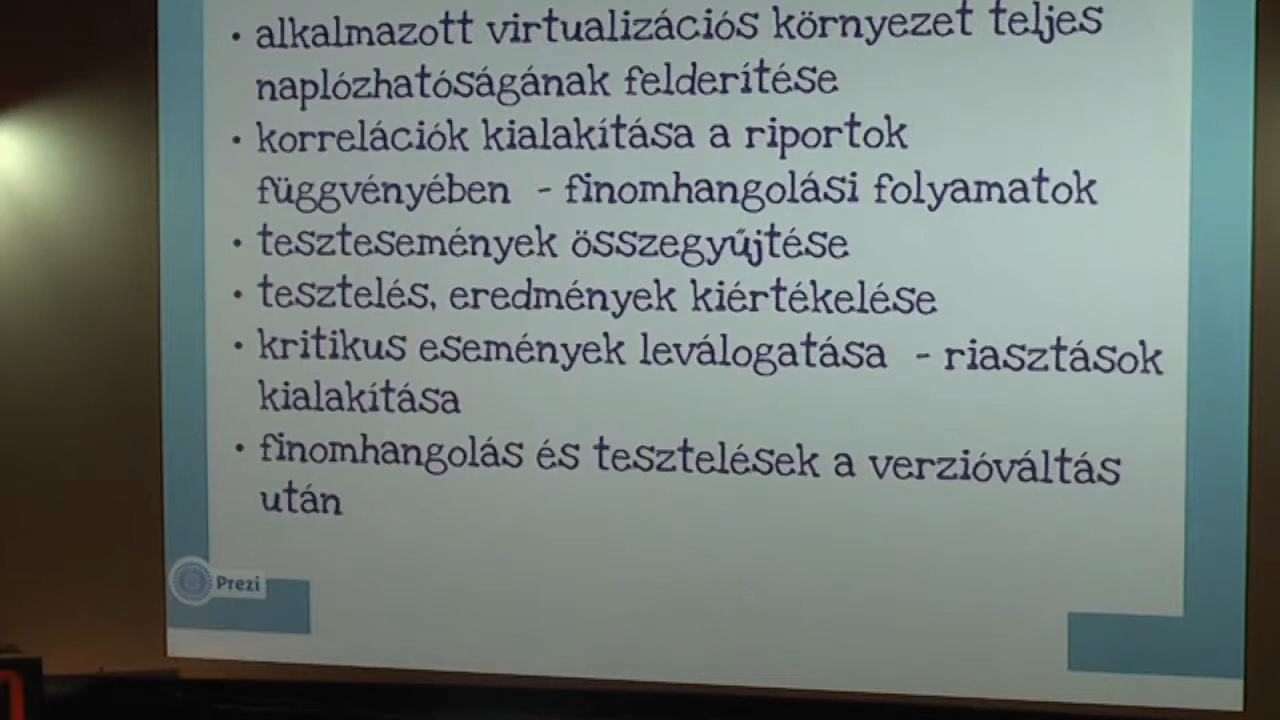 • alkalmazott virtualizációs környezet teljes
naplózhatóságának felderítése
• korrelációk kialakítása a riportok
függvényében - finomhangolási folyamatok
• tesztesemények összegyűjtése
• tesztelés, eredmények kiértékelése
• kritikus események leválogatása - riasztások
kialakítása
• finomhangolás és tesztelések a verzióváltás
után
Prezi